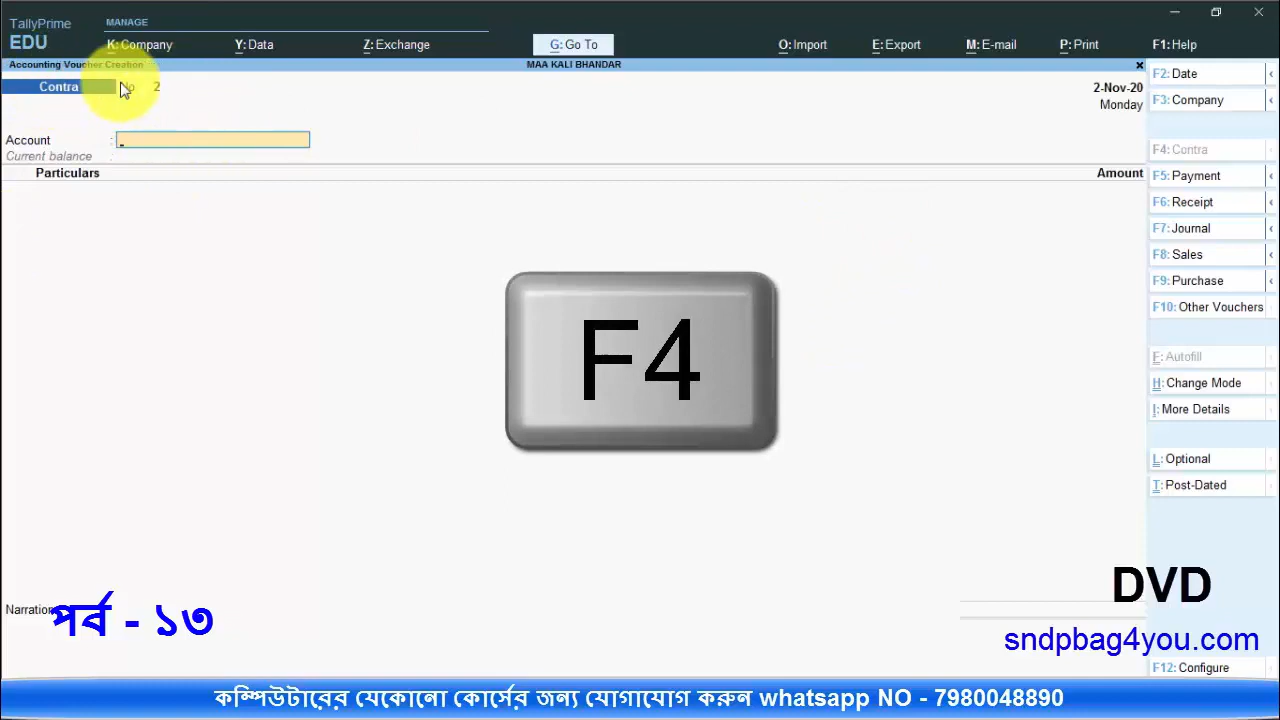 TallyPrime
EDU
MANAGE
K: Company
Y: Data
Z: Exchange
G: Go To
O: Import
E: Export
M: E-mail
P: Print
F1: Help
Accounting Voucher Creation
MAA KALI BHANDAR
Contra
2
2-Nov-20
Monday
Account :
Current balance :
Particulars
Amount
F4
F2: Date
F3: Company
F4: Contra
F5: Payment
F6: Receipt
F7: Journal
F8: Sales
F9: Purchase
F10: Other Vouchers
F: Autofill
H: Change Mode
I: More Details
L: Optional
T: Post-Dated
F12: Configure
Narration
পর্ব - ১৩
DVD
sndpbag4you.com
কম্পিউটারের যেকোনো কোর্সের জন্য যোগাযোগ করুন whatsapp NO - 7980048890